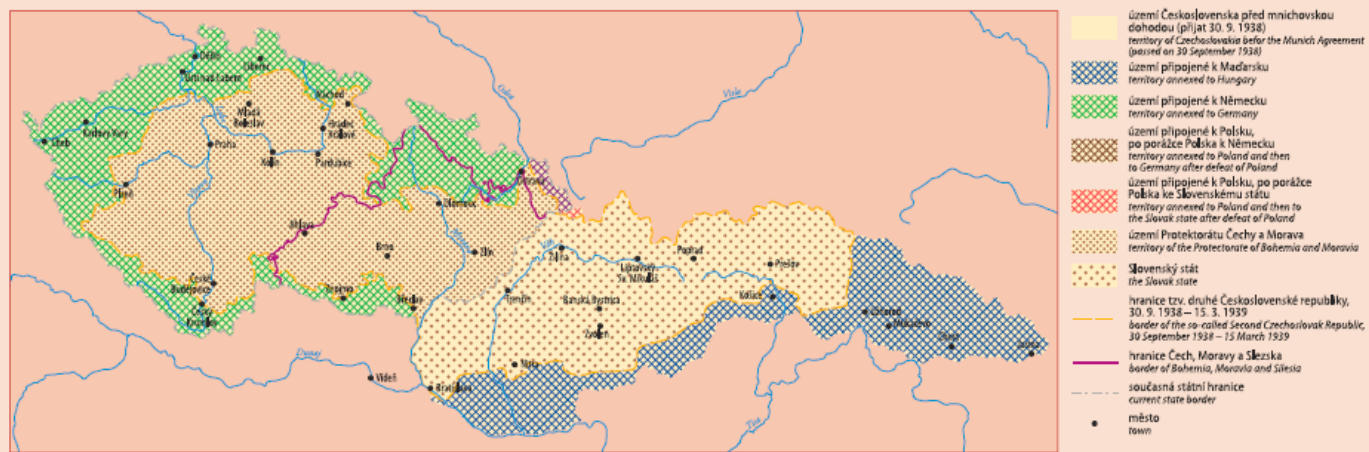 Děčín
Ústí nad Labem
Liberec
Náchod
Mladá
Boleslav
Hradec
Králové
Karlovy Vary
Cheb
Praha
Kolín
Pardubice
Plzeň
Odra
Visla
Ostrava
Olomouc
Jihlava
Brno
Zlín
Váh
Žilina
Liptovský
Sv. Mikuláš
Poprad
Prešov
České
Budějovice
Český
Krumlov
Znojmo
Břeclav
Trenčín
Banská Bystrica
Zvolen
Košice
Užhorod
Mukačevo
Chust
Jasiňa
Nitra
Dunaj
Vídeň
Bratislava
Tisa
území Československa před mnichovskou
dohodou (přijat 30. 9. 1938)
territory of Czechoslovakia befor the Munich Agreement
(passed on 30 September 1938)
území připojené k Maďarsku
territory annexed to Hungary
území připojené k Německu
territory annexed to Germany
území připojené k Polsku,
po porážce Polska k Německu
territory annexed to Poland and then
to Germany after defeat of Poland
území připojené k Polsku, po porážce
Polska ke Slovenskému státu
territory annexed to Poland and then to
the Slovak state after defeat of Poland
území Protektorátu Čechy a Morava
territory of the Protectorate of Bohemia and Moravia
Slovenský stát
the Slovak state
hranice tzv. druhé Československé republiky,
30. 9. 1938 – 15. 3. 1939
border of the so-called Second Czechoslovak Republic,
30 September 1938 – 15 March 1939
hranice Čech, Moravy a Slezska
border of Bohemia, Moravia and Silesia
současná státní hranice
current state border
město
town